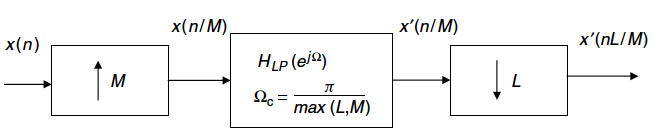 x(n)
↑ M
x(n/M)
H_LP (e^jΩ)
Ω_c = π / max (L,M)
x′(n/M)
↓ L
x′(nL/M)